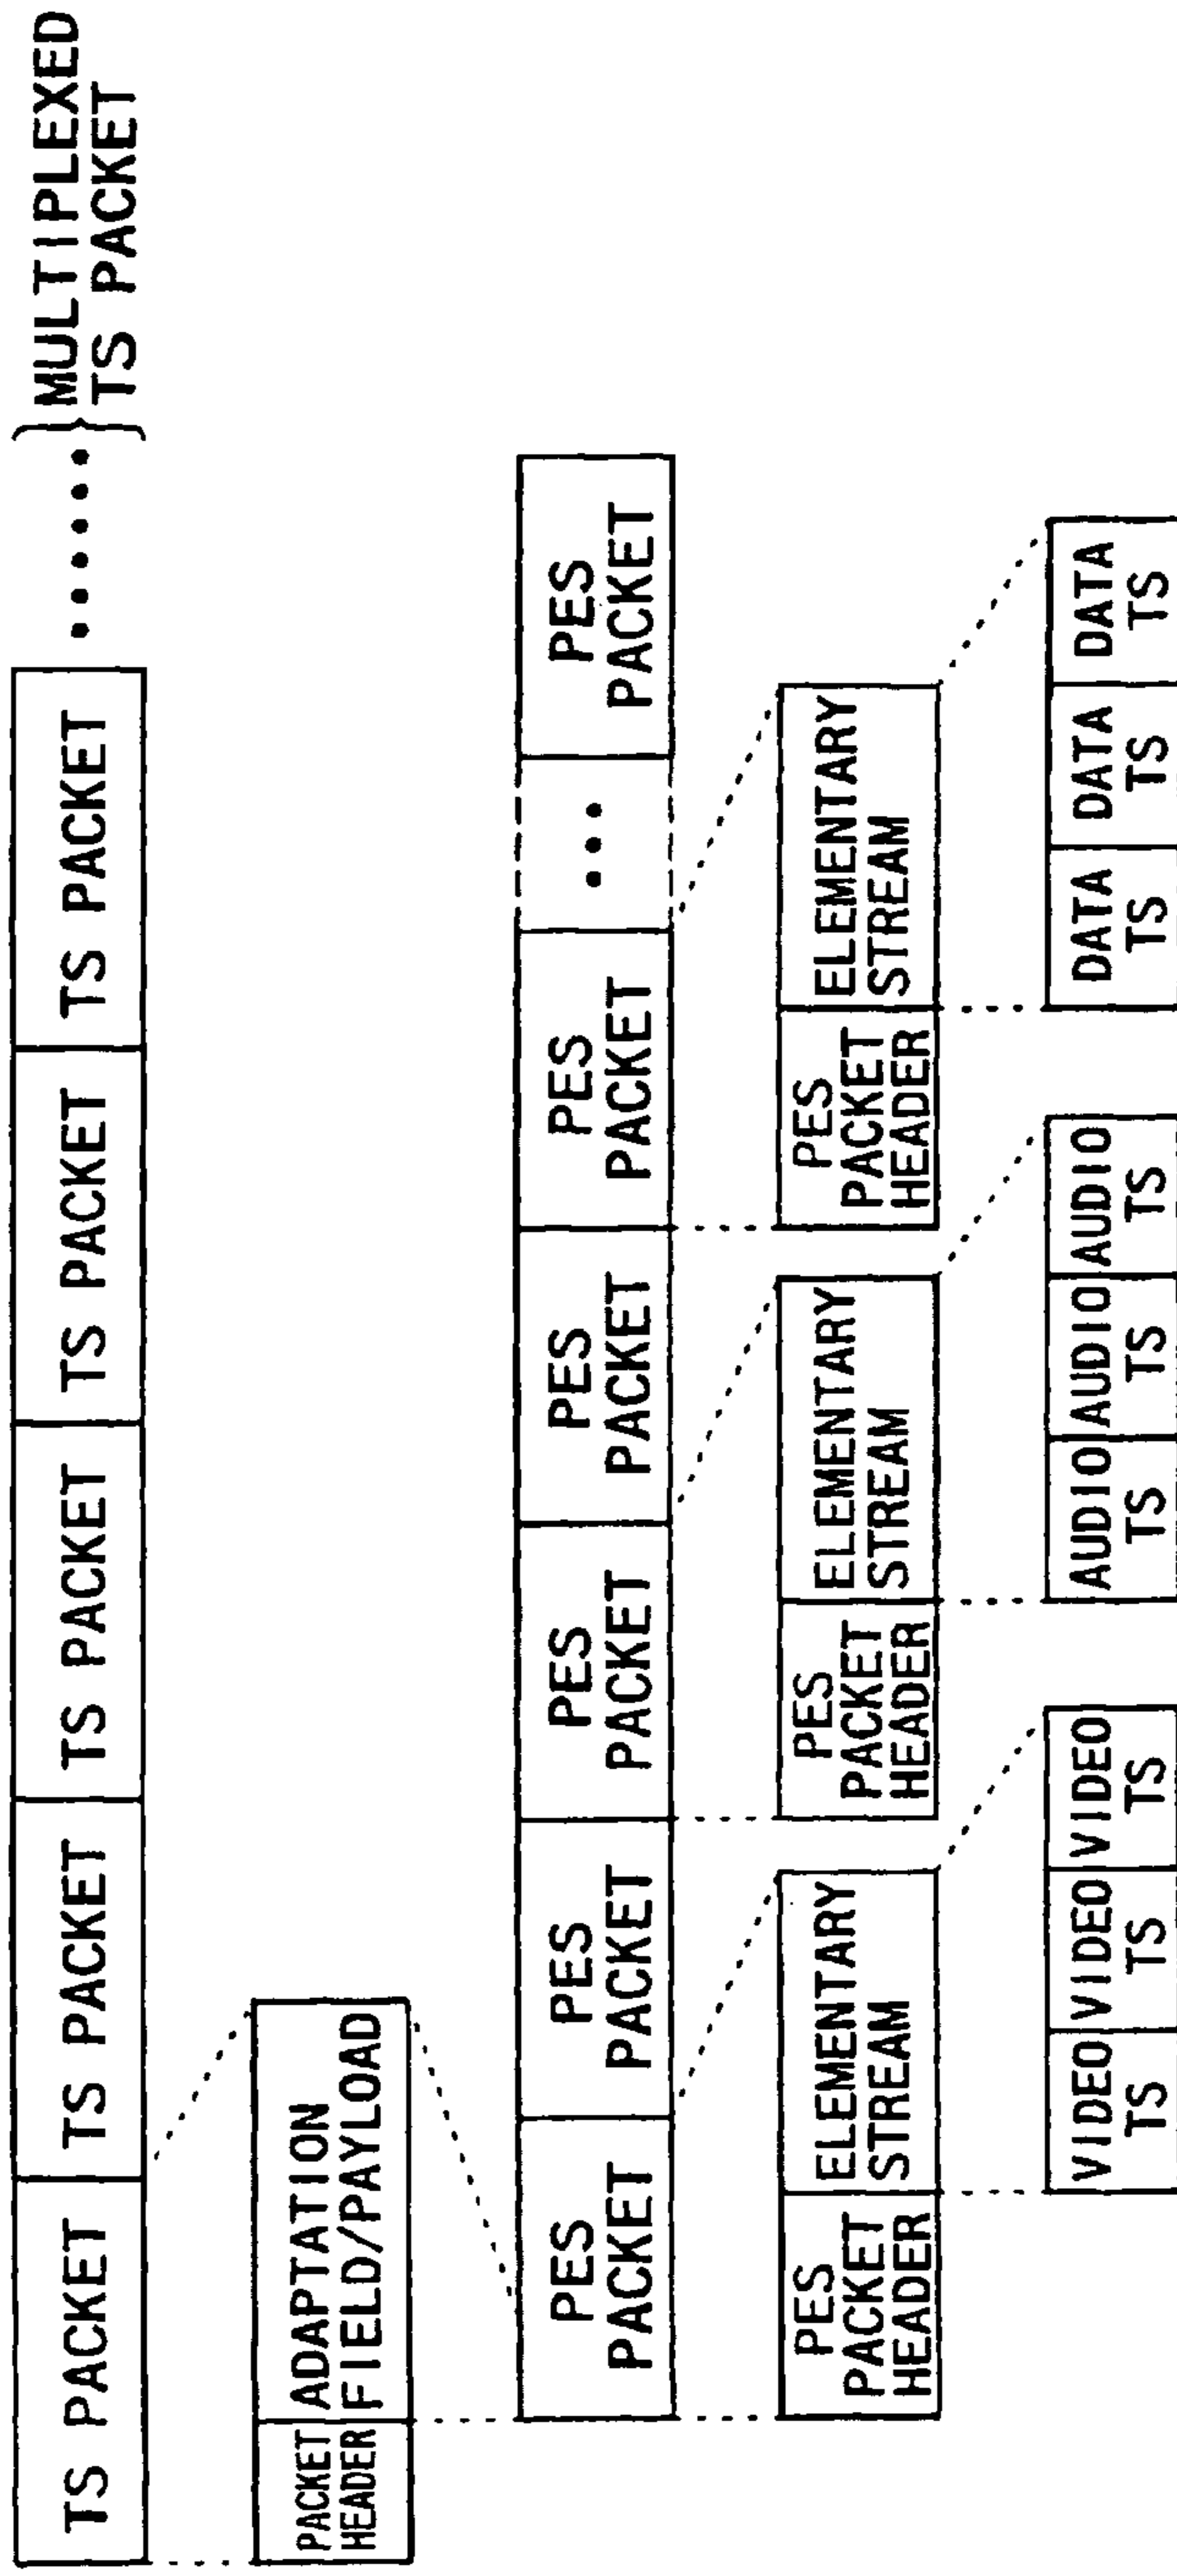 TS PACKET
TS PACKET
TS PACKET
TS PACKET
TS PACKET
MULTIPLEXED
TS PACKET
PACKET
HEADER
ADAPTATION
FIELD/PAYLOAD
PES
PACKET
PES
PACKET
PES
PACKET
PES
PACKET
PES
PACKET
PES
PACKET
PES
PACKET
HEADER
ELEMENTARY
STREAM
PES
PACKET
HEADER
ELEMENTARY
STREAM
PES
PACKET
HEADER
ELEMENTARY
STREAM
VIDEO
TS
VIDEO
TS
VIDEO
TS
AUDIO
TS
AUDIO
TS
AUDIO
TS
DATA
TS
DATA
TS
DATA
TS